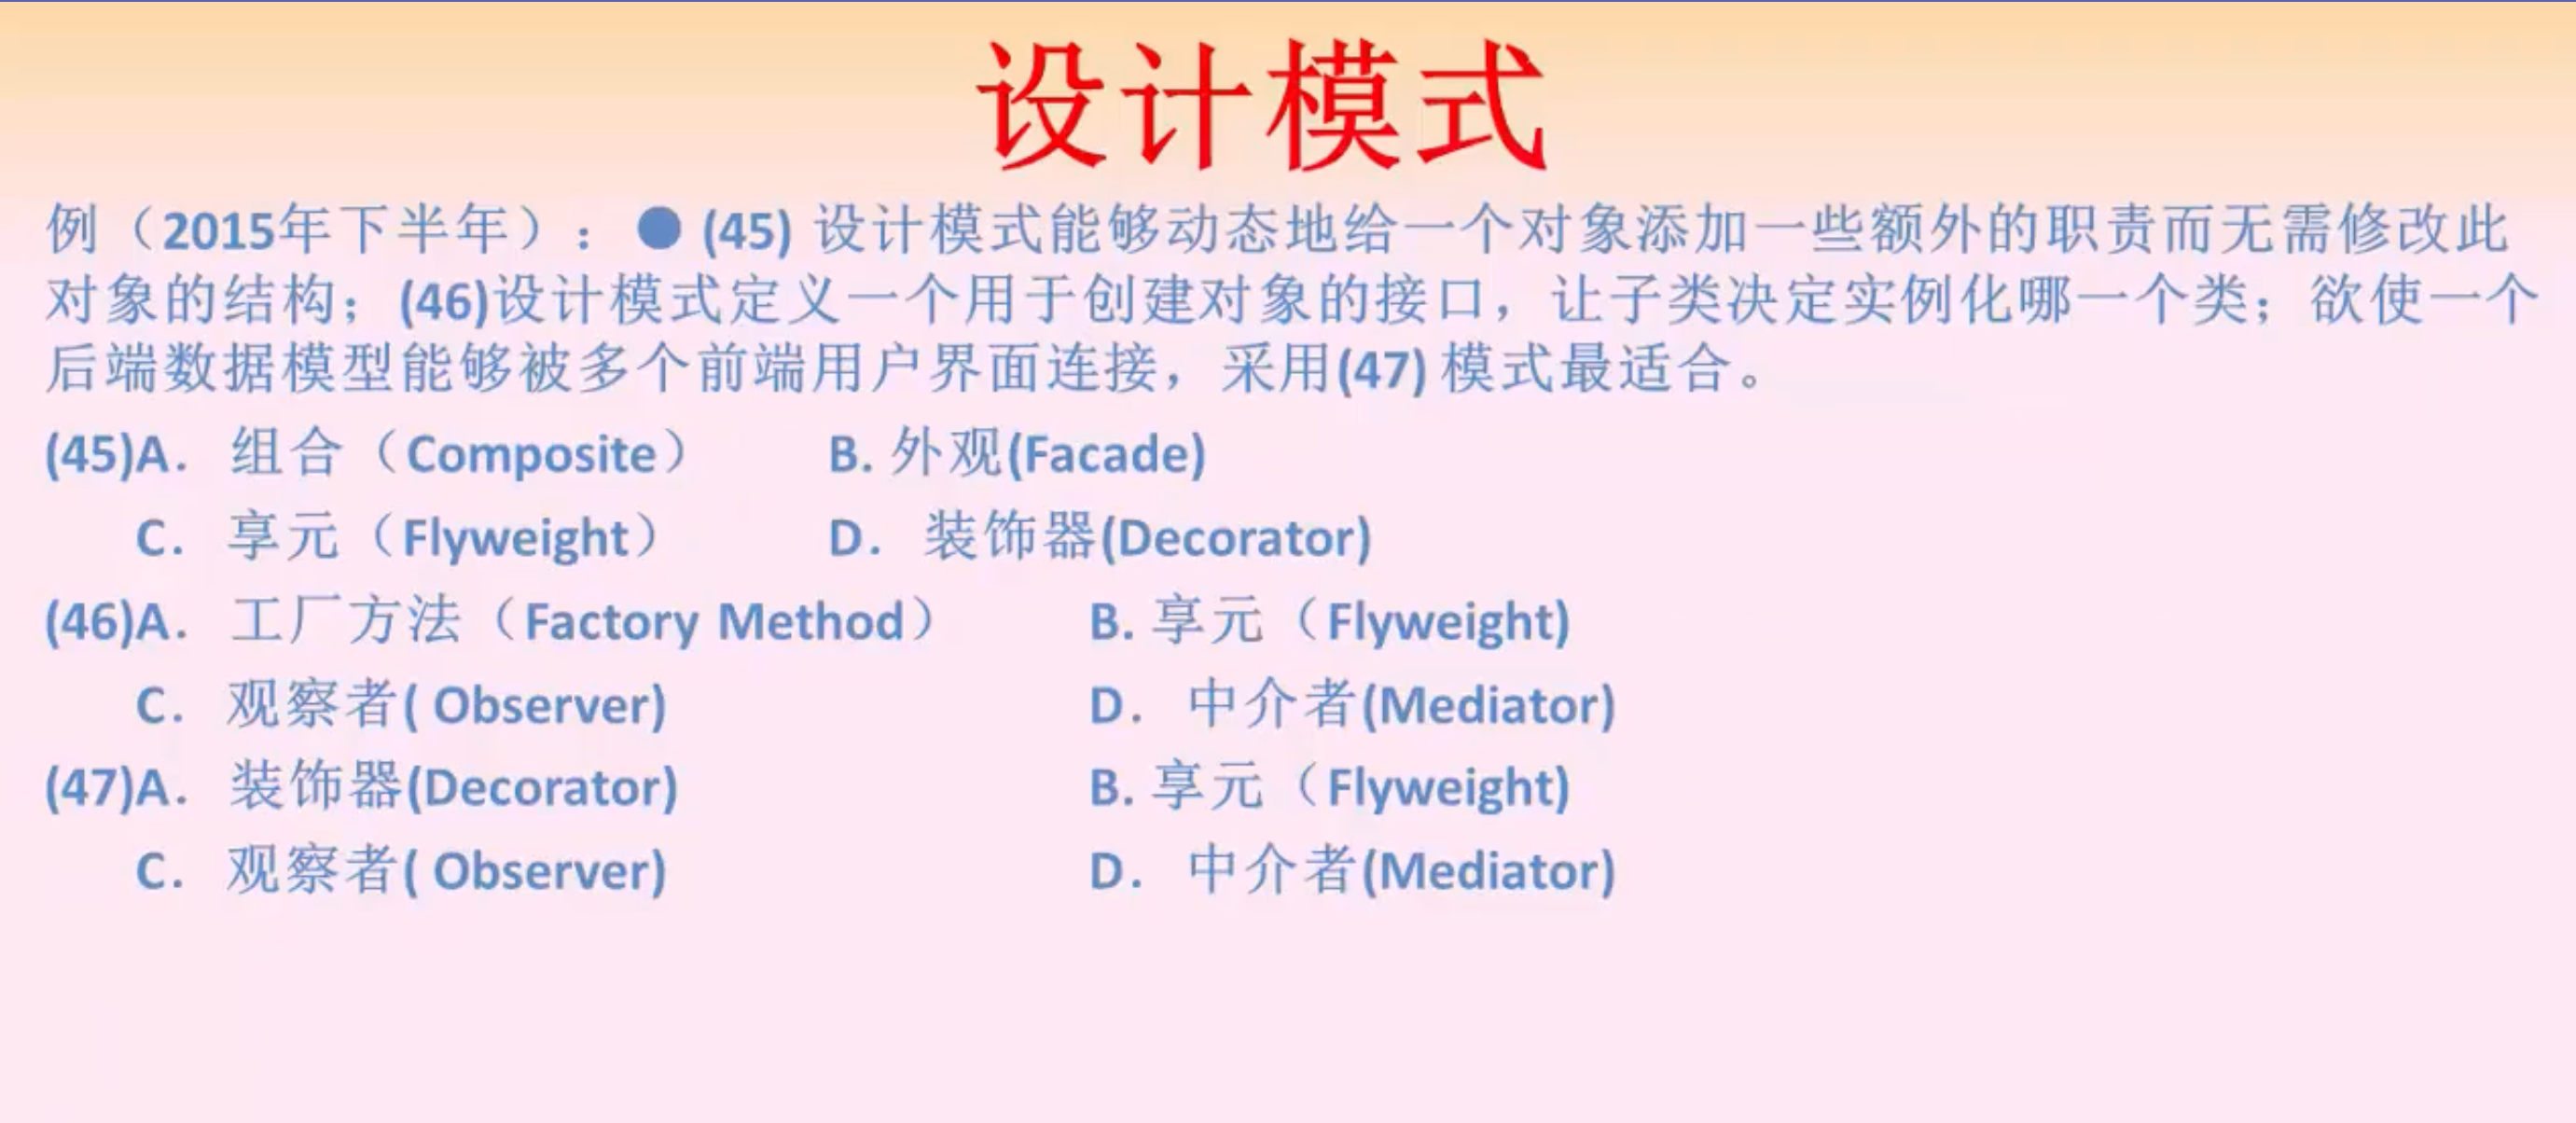 设计模式
例（2015年下半年）：● (45) 设计模式能够动态地给一个对象添加一些额外的职责而无需修改此
对象的结构；(46)设计模式定义一个用于创建对象的接口，让子类决定实例化哪一个类；欲使一个
后端数据模型能够被多个前端用户界面连接，采用(47) 模式最适合。
(45)A． 组合（Composite） B. 外观(Facade)
C． 享元（Flyweight） D． 装饰器(Decorator)
(46)A． 工厂方法（Factory Method） B. 享元（Flyweight)
C． 观察者( Observer) D． 中介者(Mediator)
(47)A． 装饰器(Decorator) B. 享元（Flyweight)
C． 观察者( Observer) D． 中介者(Mediator)